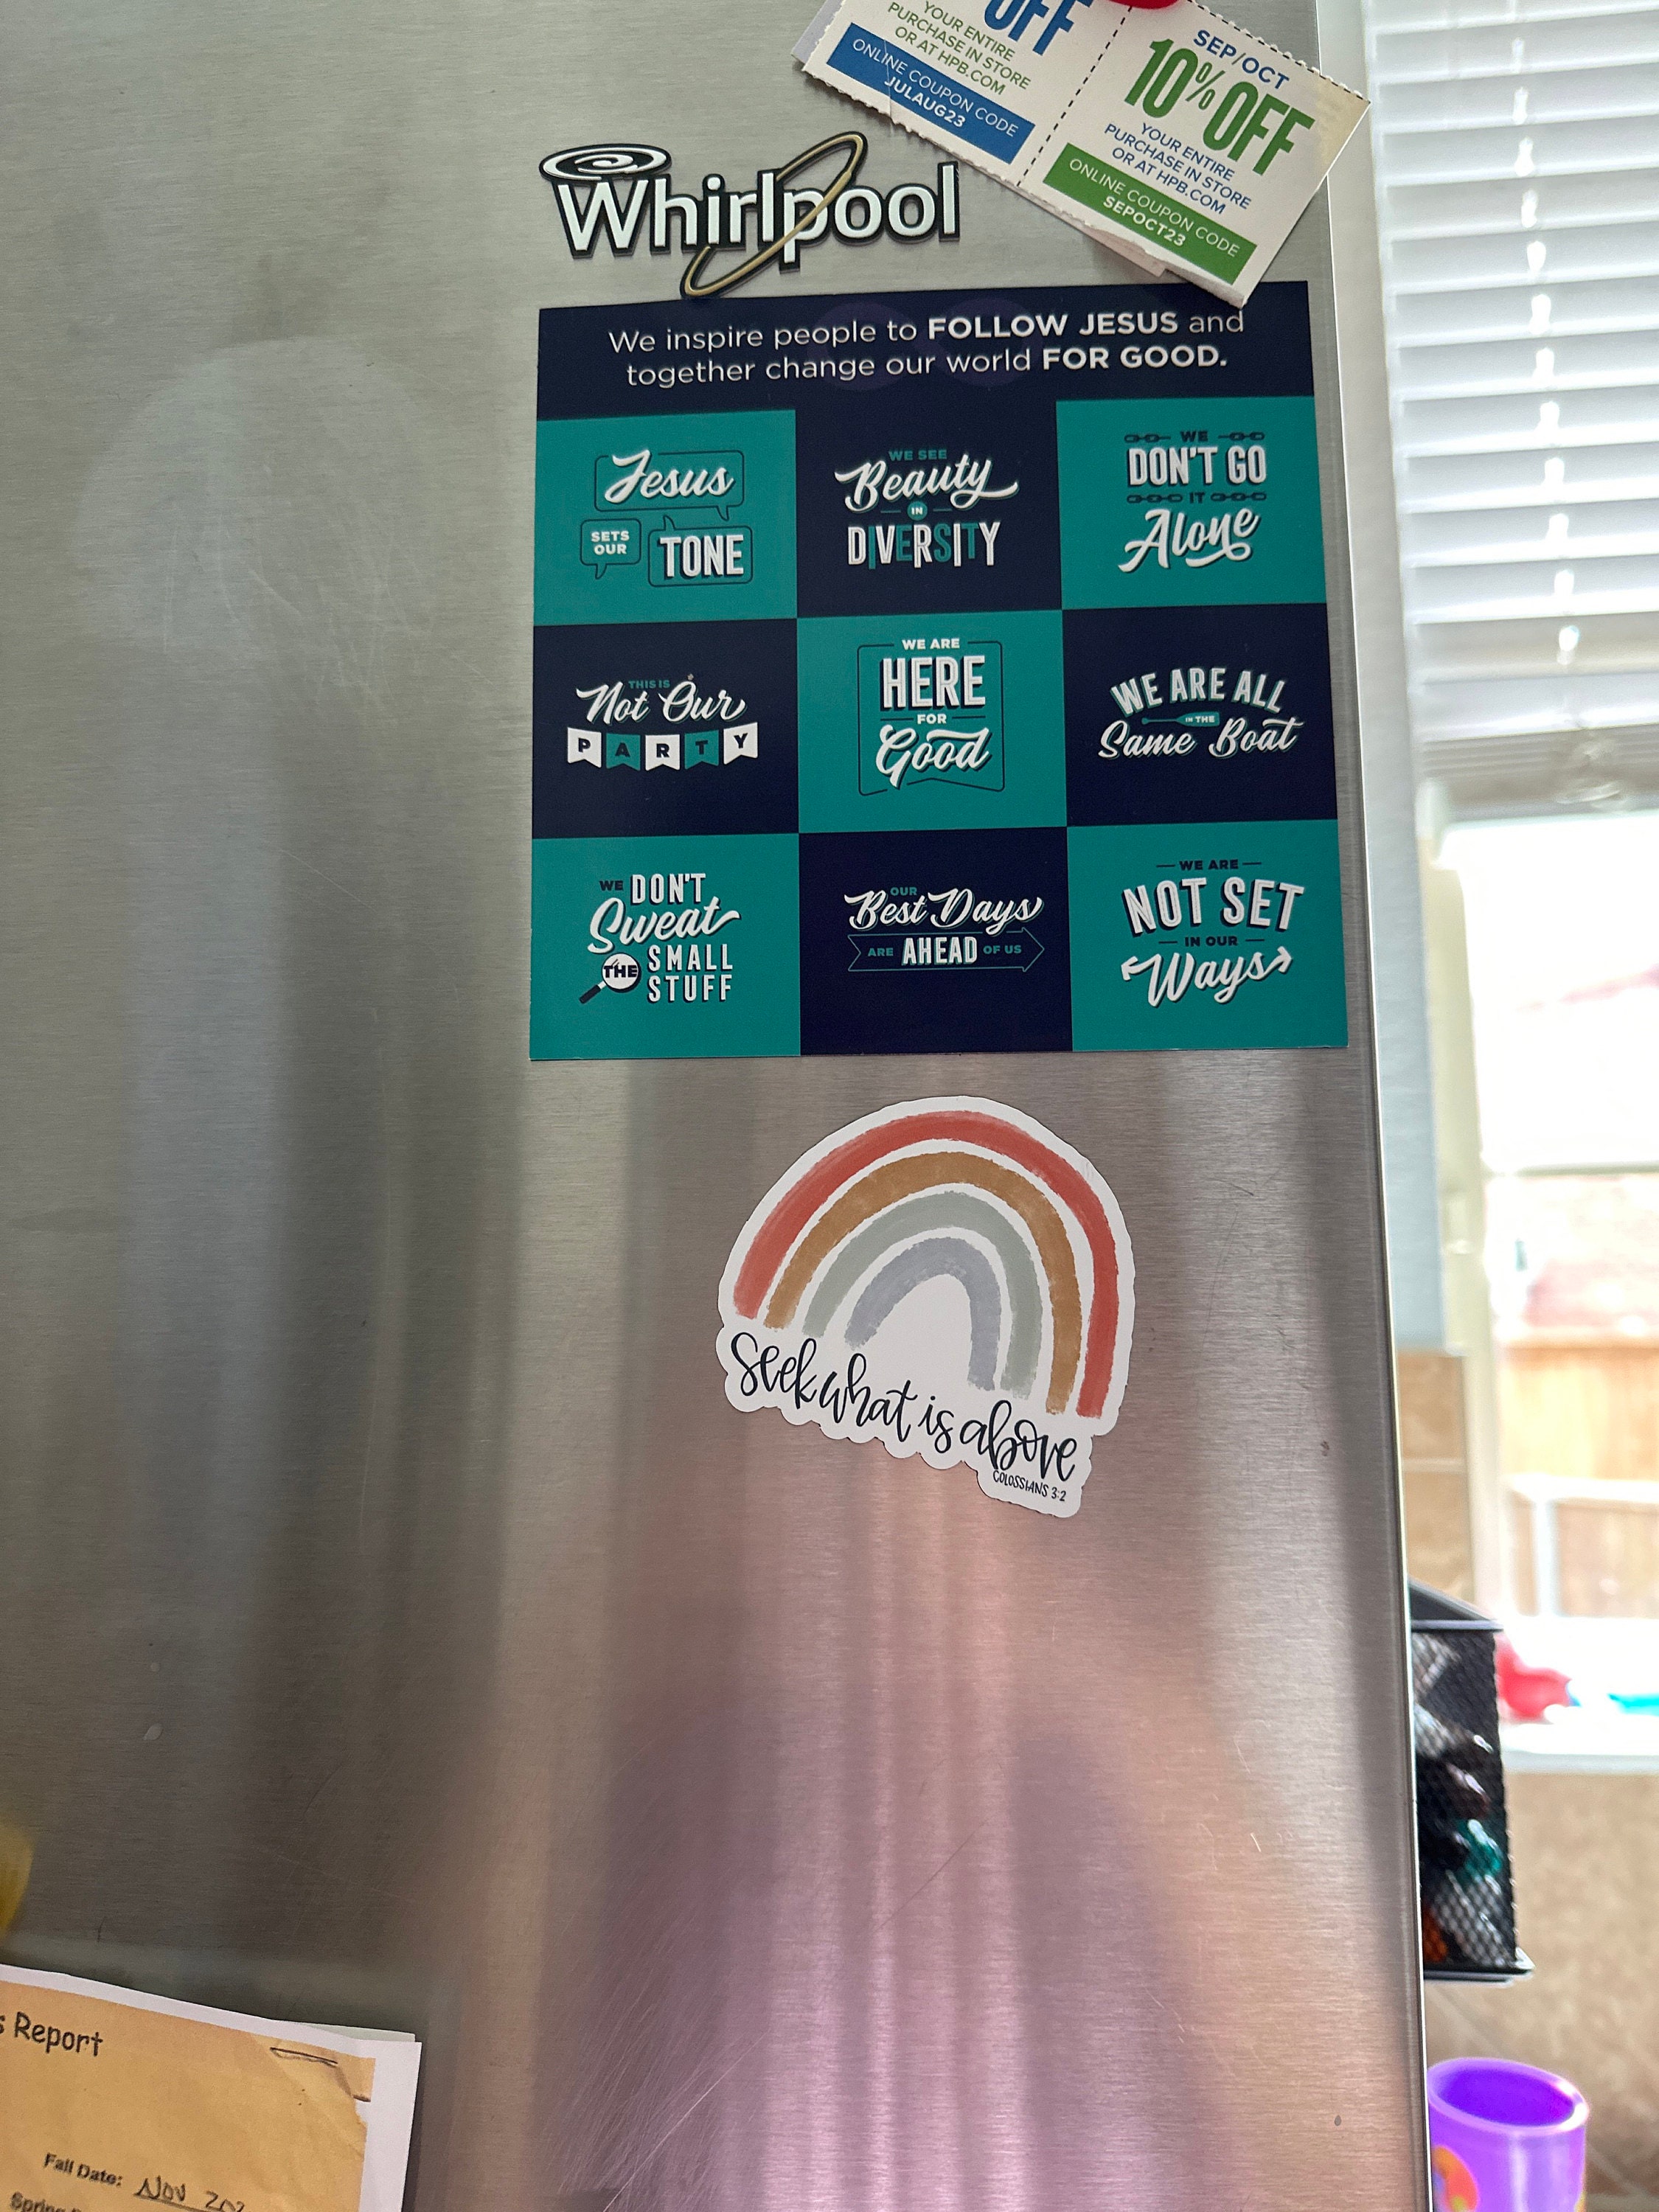 OFF
YOUR ENTIRE
PURCHASE IN STORE
OR AT HPB.COM
ONLINE COUPON CODE
JULAUG23
SEP/OCT
10% OFF
YOUR ENTIRE
PURCHASE IN STORE
OR AT HPB.COM
ONLINE COUPON CODE
SEPOCT23
Whirlpool
We inspire people to FOLLOW JESUS and
together change our world FOR GOOD.
Jesus
SETS
OUR
TONE
WE SEE
Beauty
IN
DIVERSITY
WE
DON'T GO
IT
Alone
THIS IS
Not Our
PARTY
WE ARE
HERE
FOR
Good
WE ARE ALL
IN THE
Same Boat
WE DON'T
Sweat
THE SMALL
STUFF
OUR
Best Days
ARE AHEAD OF US
WE ARE
NOT SET
IN OUR
Ways
Seek what is above
COLOSSIANS 3:2
Report
Fall Date: Nov